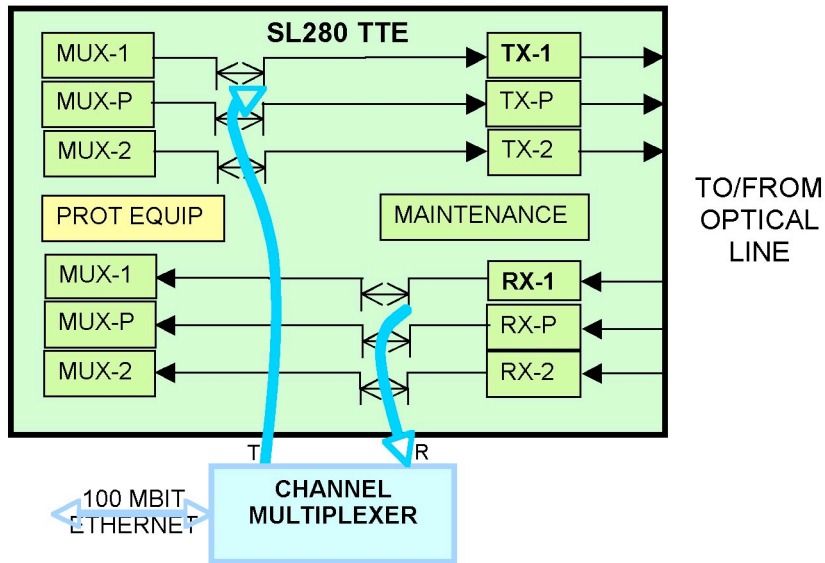 SL280 TTE
MUX-1
TX-1
MUX-P
TX-P
MUX-2
TX-2
PROT EQUIP
MAINTENANCE
TO/FROM
OPTICAL
LINE
MUX-1
RX-1
MUX-P
RX-P
MUX-2
RX-2
T
R
100 MBIT
ETHERNET
CHANNEL
MULTIPLEXER